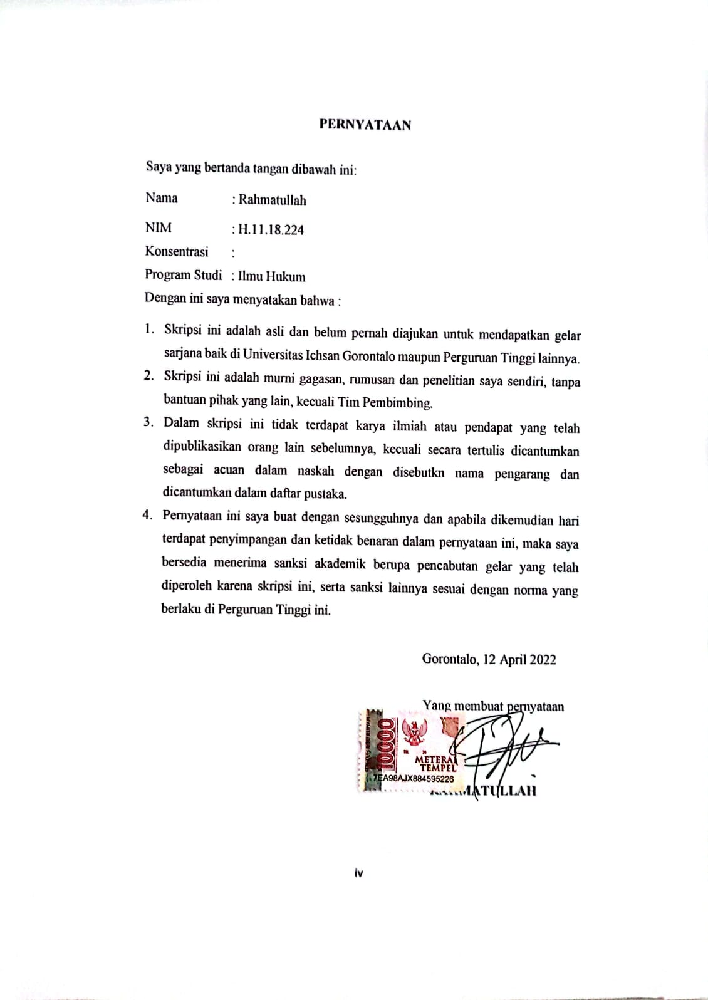 PERNYATAAN
Saya yang bertanda tangan dibawah ini:
Nama : Rahmatullah
NIM : H.11.18.224
Konsentrasi :
Program Studi : Ilmu Hukum
Dengan ini saya menyatakan bahwa :
1. Skripsi ini adalah asli dan belum pernah diajukan untuk mendapatkan gelar
sarjana baik di Universitas Ichsan Gorontalo maupun Perguruan Tinggi lainnya.
2. Skripsi ini adalah murni gagasan, rumusan dan penelitian saya sendiri, tanpa
bantuan pihak yang lain, kecuali Tim Pembimbing.
3. Dalam skripsi ini tidak terdapat karya ilmiah atau pendapat yang telah
dipublikasikan orang lain sebelumnya, kecuali secara tertulis dicantumkan
sebagai acuan dalam naskah dengan disebutkn nama pengarang dan
dicantumkan dalam daftar pustaka.
4. Pernyataan ini saya buat dengan sesungguhnya dan apabila dikemudian hari
terdapat penyimpangan dan ketidak benaran dalam pernyataan ini, maka saya
bersedia menerima sanksi akademik berupa pencabutan gelar yang telah
diperoleh karena skripsi ini, serta sanksi lainnya sesuai dengan norma yang
berlaku di Perguruan Tinggi ini.
Gorontalo, 12 April 2022
Yang membuat pernyataan
10000
METERAI
TEMPEL
7EA98AJX884595226
RAHMATULLAH
iv